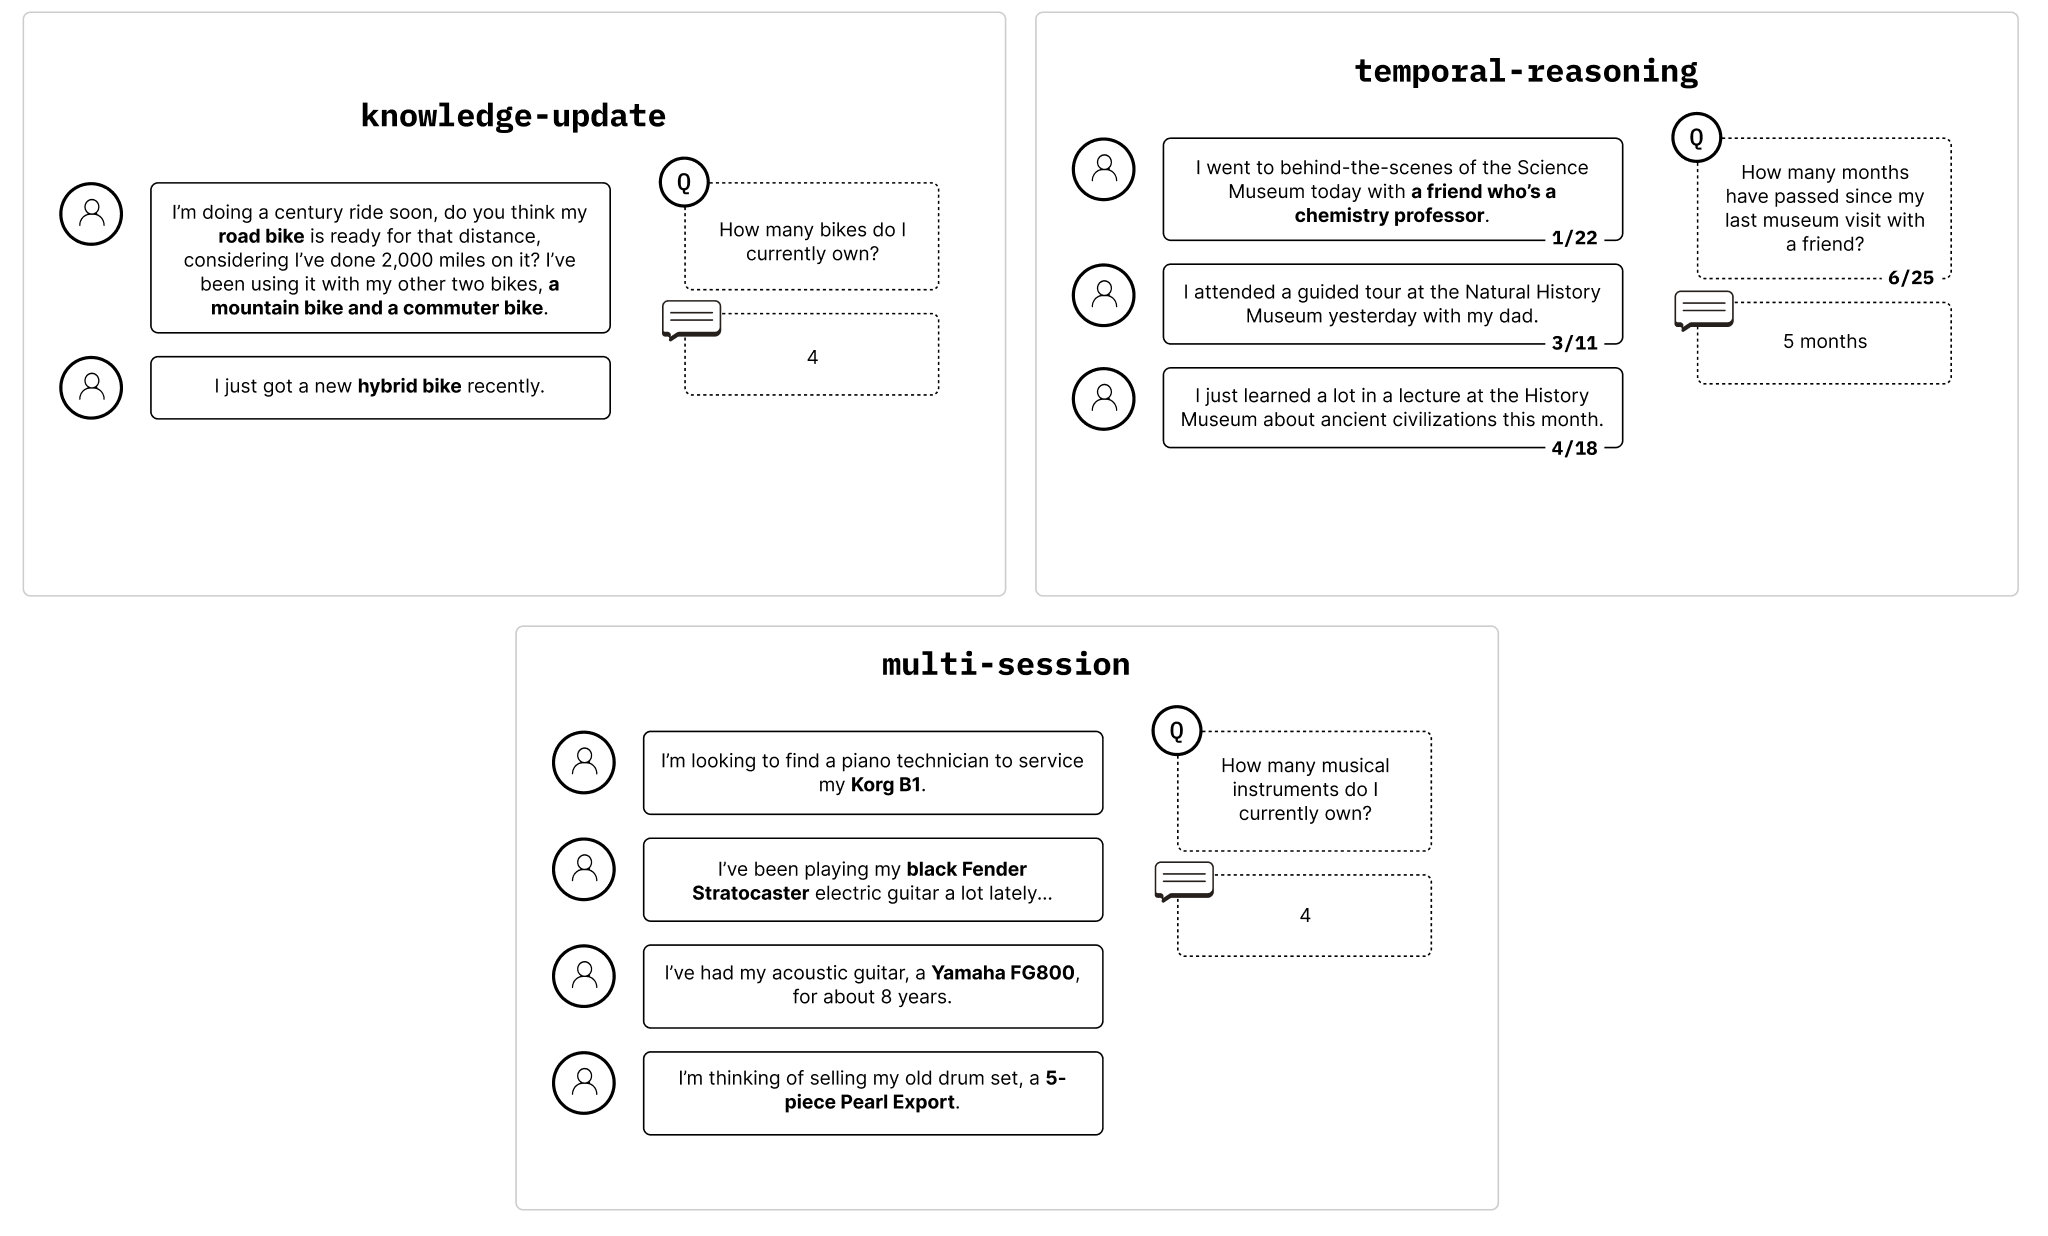 knowledge-update
I’m doing a century ride soon, do you think my
road bike is ready for that distance,
considering I’ve done 2,000 miles on it? I’ve
been using it with my other two bikes, a
mountain bike and a commuter bike.
I just got a new hybrid bike recently.
Q
How many bikes do I
currently own?
4
temporal-reasoning
I went to behind-the-scenes of the Science
Museum today with a friend who’s a
chemistry professor.
1/22
I attended a guided tour at the Natural History
Museum yesterday with my dad.
3/11
I just learned a lot in a lecture at the History
Museum about ancient civilizations this month.
4/18
Q
How many months
have passed since my
last museum visit with
a friend?
6/25
5 months
multi-session
I’m looking to find a piano technician to service
my Korg B1.
I’ve been playing my black Fender
Stratocaster electric guitar a lot lately...
I’ve had my acoustic guitar, a Yamaha FG800,
for about 8 years.
I’m thinking of selling my old drum set, a 5-
piece Pearl Export.
Q
How many musical
instruments do I
currently own?
4